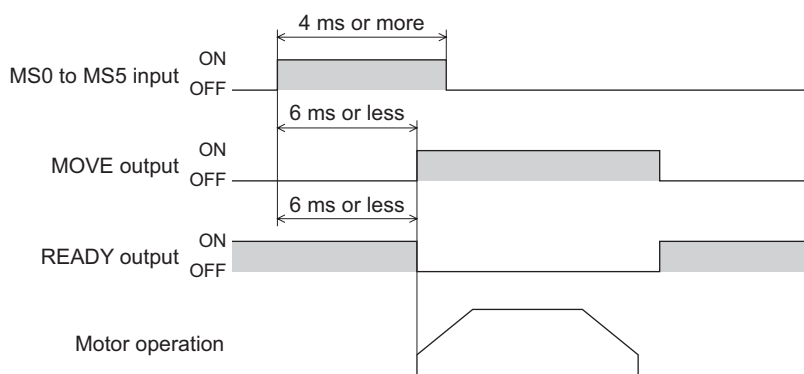 4 ms or more
MS0 to MS5 input
ON
OFF
6 ms or less
MOVE output
ON
OFF
6 ms or less
READY output
ON
OFF
Motor operation